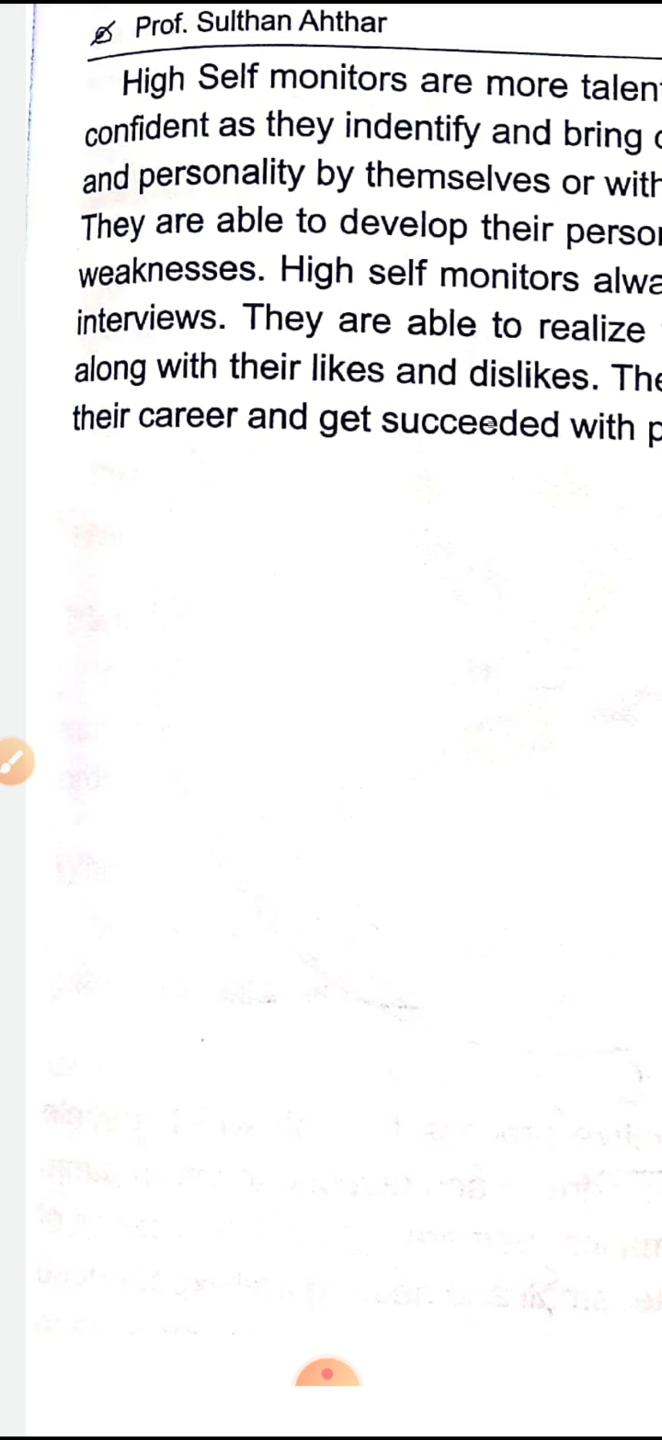 Prof. Sulthan Ahthar
High Self monitors are more talen
confident as they indentify and bring
and personality by themselves or with
They are able to develop their person
weaknesses. High self monitors alwa
interviews. They are able to realize
along with their likes and dislikes. The
their career and get succeeded with p